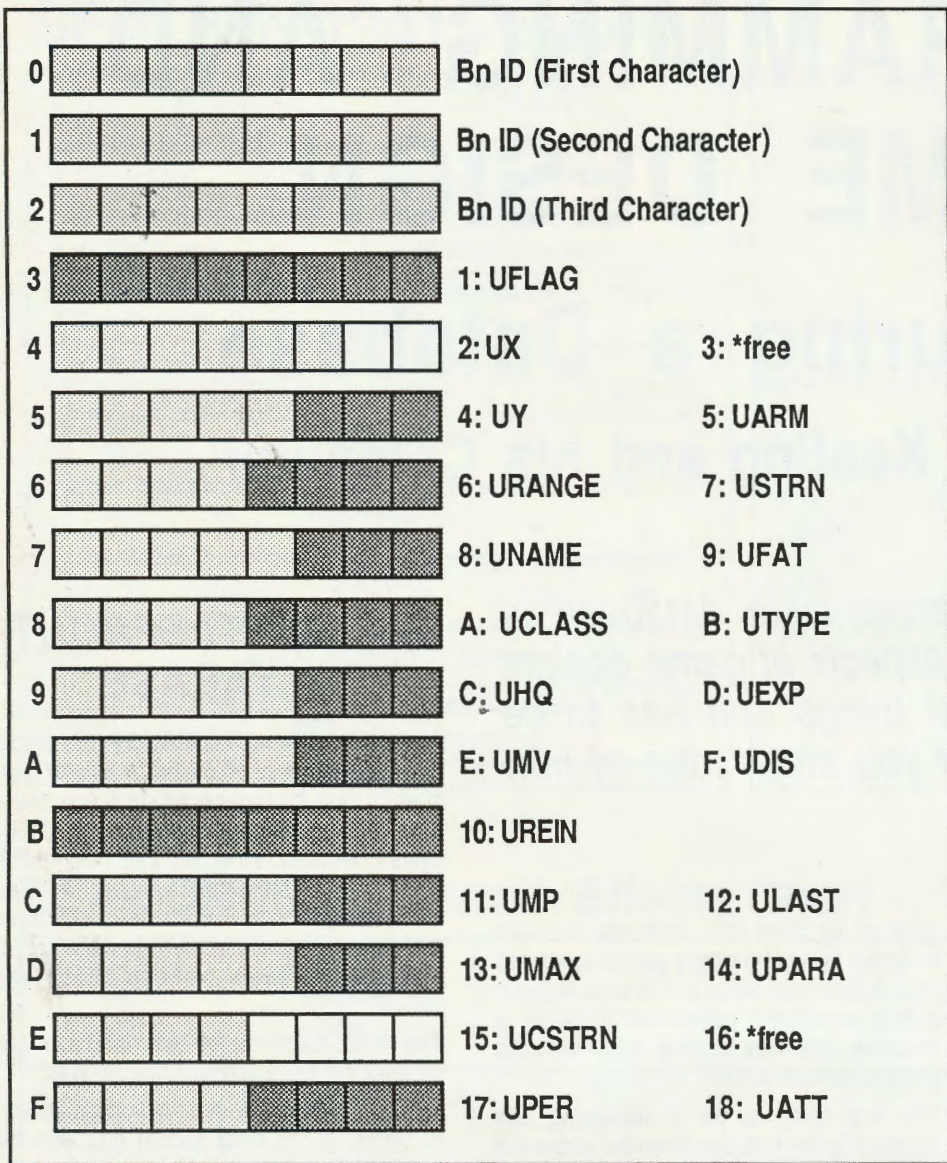 0 Bn ID (First Character)
1 Bn ID (Second Character)
2 Bn ID (Third Character)
3 1: UFLAG
4 2: UX 3: *free
5 4: UY 5: UARM
6 6: URANGE 7: USTRN
7 8: UNAME 9: UFAT
8 A: UCLASS B: UTYPE
9 C: UHQ D: UEXP
A E: UMV F: UDIS
B 10: UREIN
C 11: UMP 12: ULAST
D 13: UMAX 14: UPARA
E 15: UCSTRN 16: *free
F 17: UPER 18: UATT